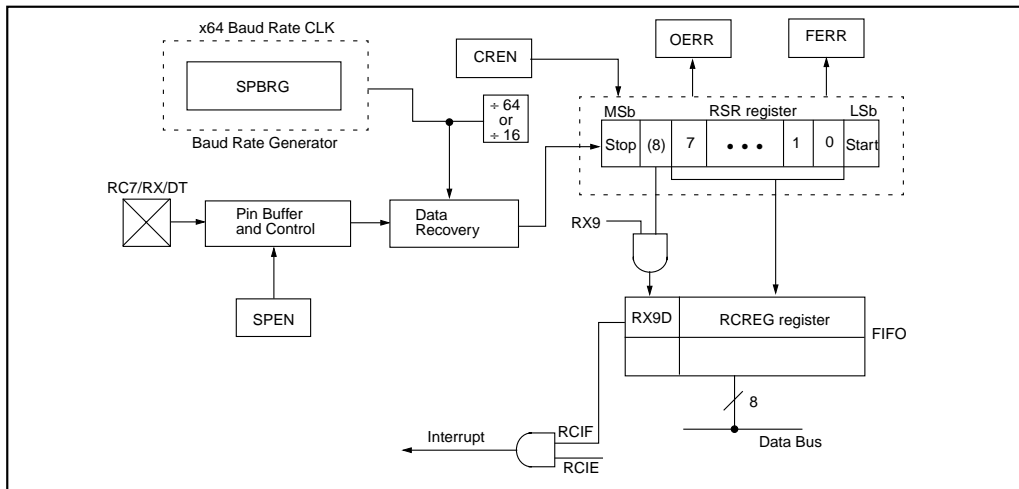 x64 Baud Rate CLK
SPBRG
Baud Rate Generator
CREN
OERR
FERR
÷ 64
or
÷ 16
MSb
RSR register
LSb
Stop
(8)
7
• • •
1
0
Start
RC7/RX/DT
Pin Buffer
and Control
Data
Recovery
RX9
SPEN
RX9D
RCREG register
FIFO
8
Data Bus
Interrupt
RCIF
RCIE